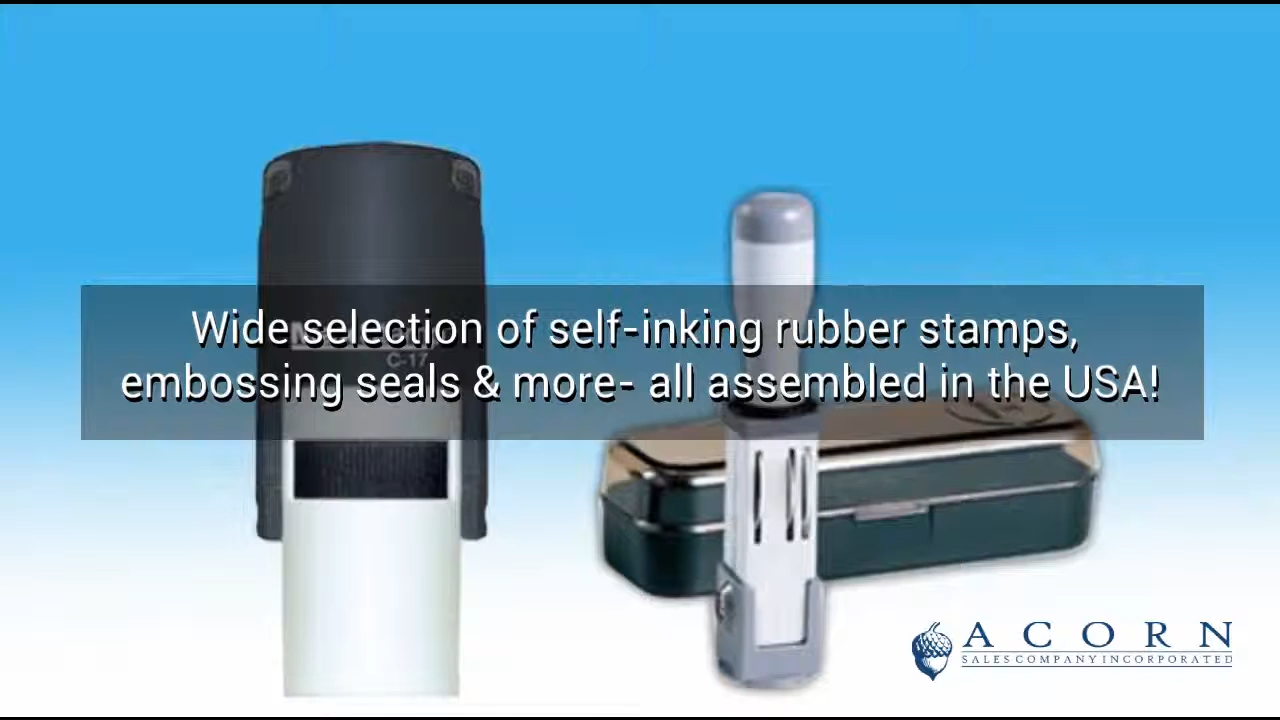 Wide selection of self-inking rubber stamps,
C-17
embossing seals & more- all assembled in the USA!
ACORN
SALES COMPANY INCORPORATED